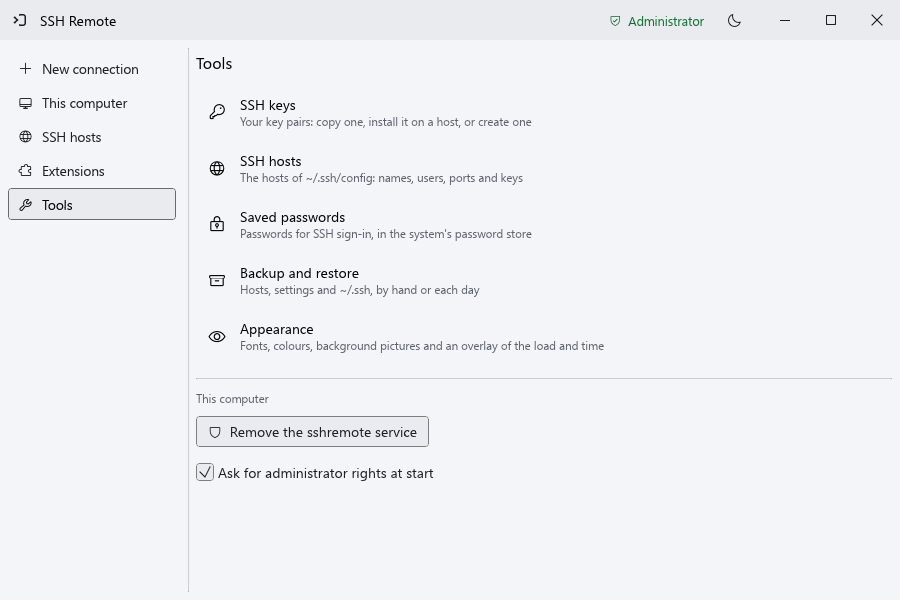 SSH Remote
Administrator
New connection
This computer
SSH hosts
Extensions
Tools
Tools
SSH keys
Your key pairs: copy one, install it on a host, or create one
SSH hosts
The hosts of ~/.ssh/config: names, users, ports and keys
Saved passwords
Passwords for SSH sign-in, in the system's password store
Backup and restore
Hosts, settings and ~/.ssh, by hand or each day
Appearance
Fonts, colours, background pictures and an overlay of the load and time
This computer
Remove the sshremote service
Ask for administrator rights at start